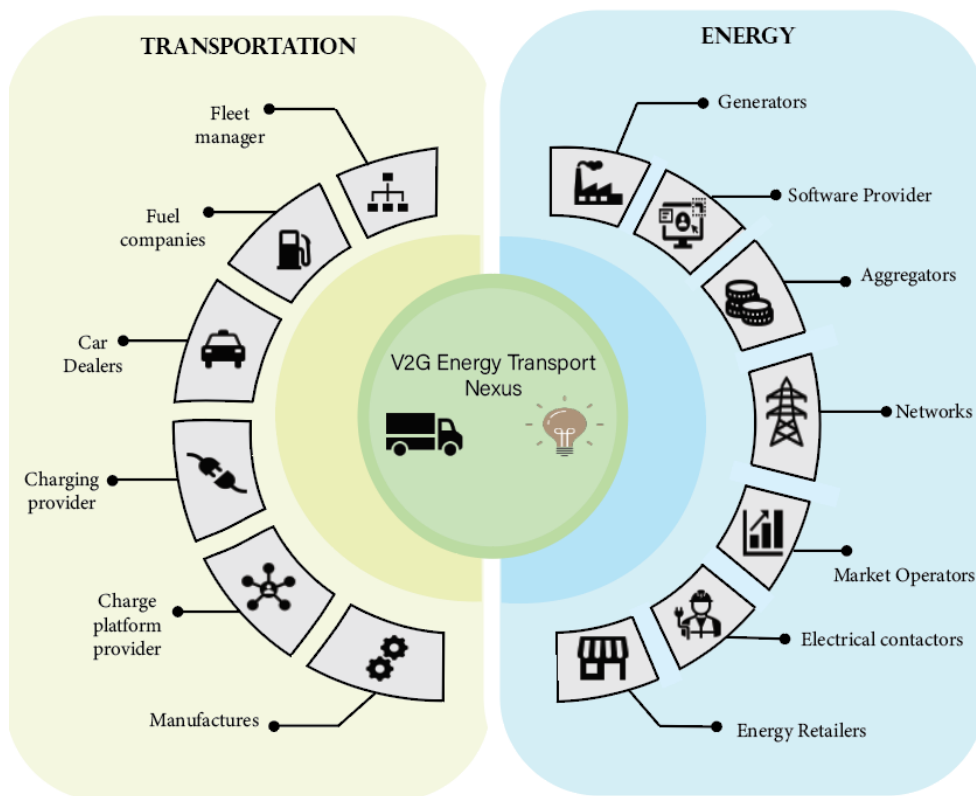 TRANSPORTATION
Fleet
manager
Fuel
companies
Car
Dealers
Charging
provider
Charge
platform
provider
Manufactures
V2G Energy Transport
Nexus
ENERGY
Generators
Software Provider
Aggregators
Networks
Market Operators
Electrical contactors
Energy Retailers